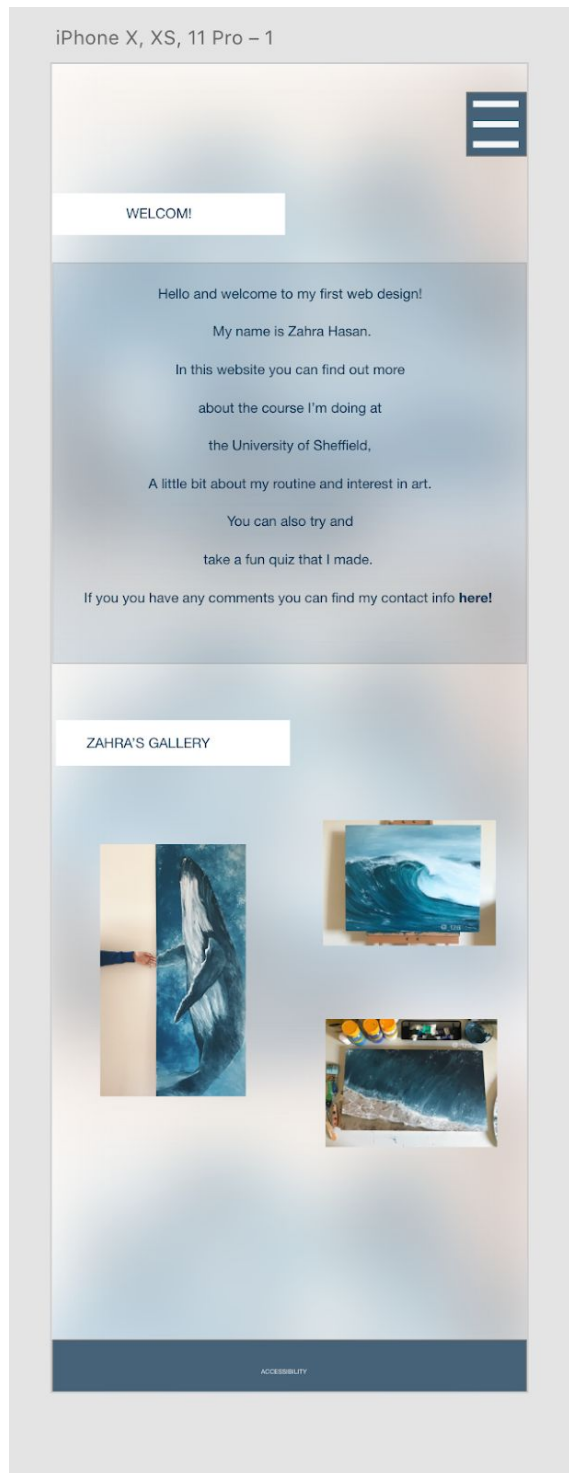 iPhone X, XS, 11 Pro – 1
WELCOM!
Hello and welcome to my first web design!
My name is Zahra Hasan.
In this website you can find out more
about the course I'm doing at
the University of Sheffield,
A little bit about my routine and interest in art.
You can also try and
take a fun quiz that I made.
If you you have any comments you can find my contact info here!
ZAHRA'S GALLERY
ACCESSIBILITY